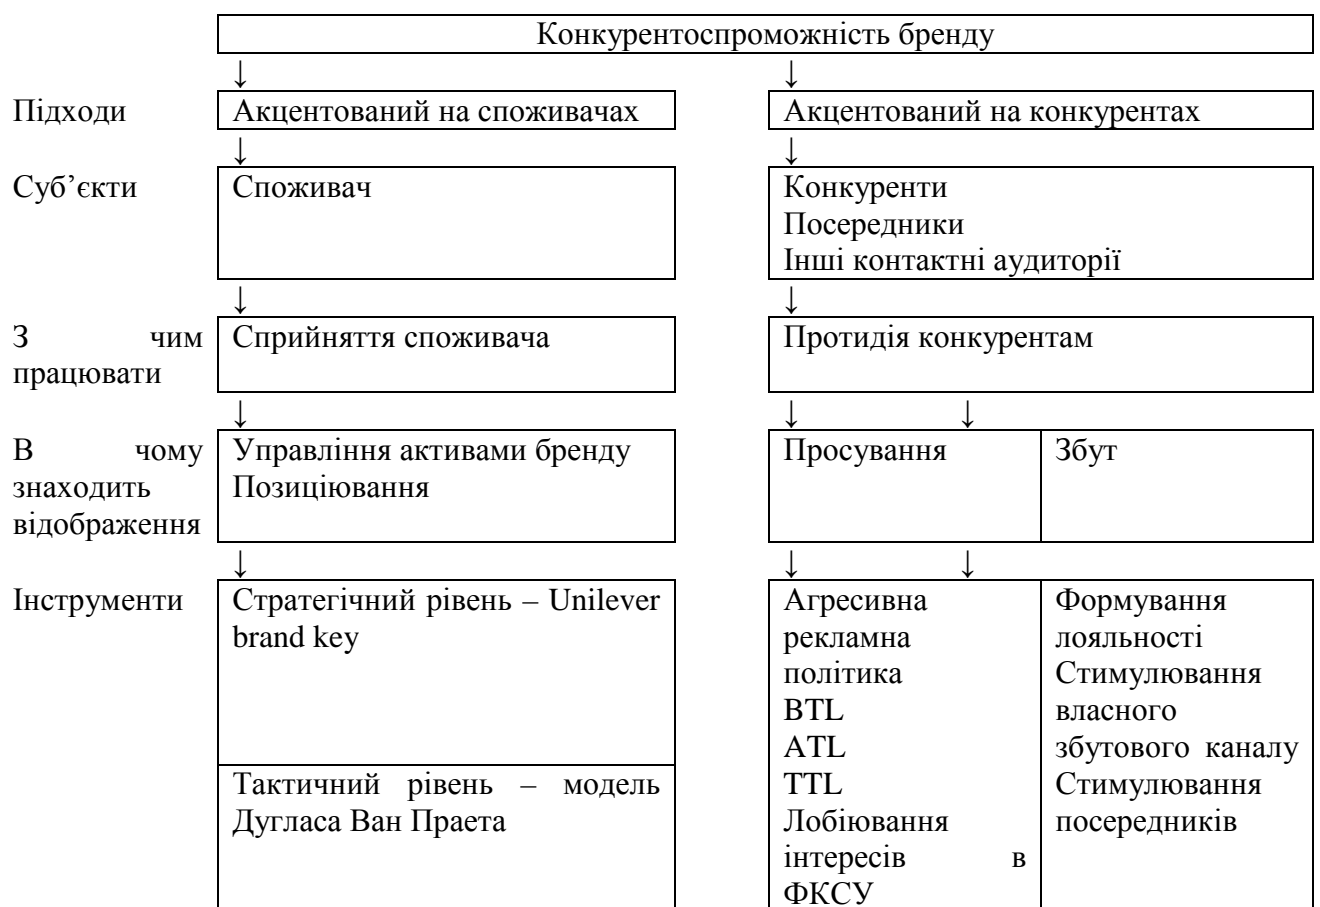 Конкурентоспроможність бренду
↓ ↓
Підходи Акцентований на споживачах Акцентований на конкурентах
↓ ↓
Суб’єкти Споживач Конкуренти
Посередники
Інші контактні аудиторії
↓ ↓
З чим Сприйняття споживача Протидія конкурентам
працювати
↓ ↓ ↓
В чому Управління активами бренду Просування Збут
знаходить Позиціювання
відображення
↓ ↓ ↓
Інструменти Стратегічний рівень – Unilever Агресивна Формування
brand key рекламна лояльності
політика Стимулювання
BTL власного
ATL збутового каналу
Тактичний рівень – модель TTL Стимулювання
Дугласа Ван Праета Лобіювання посередників
інтересів в
ФКСУ